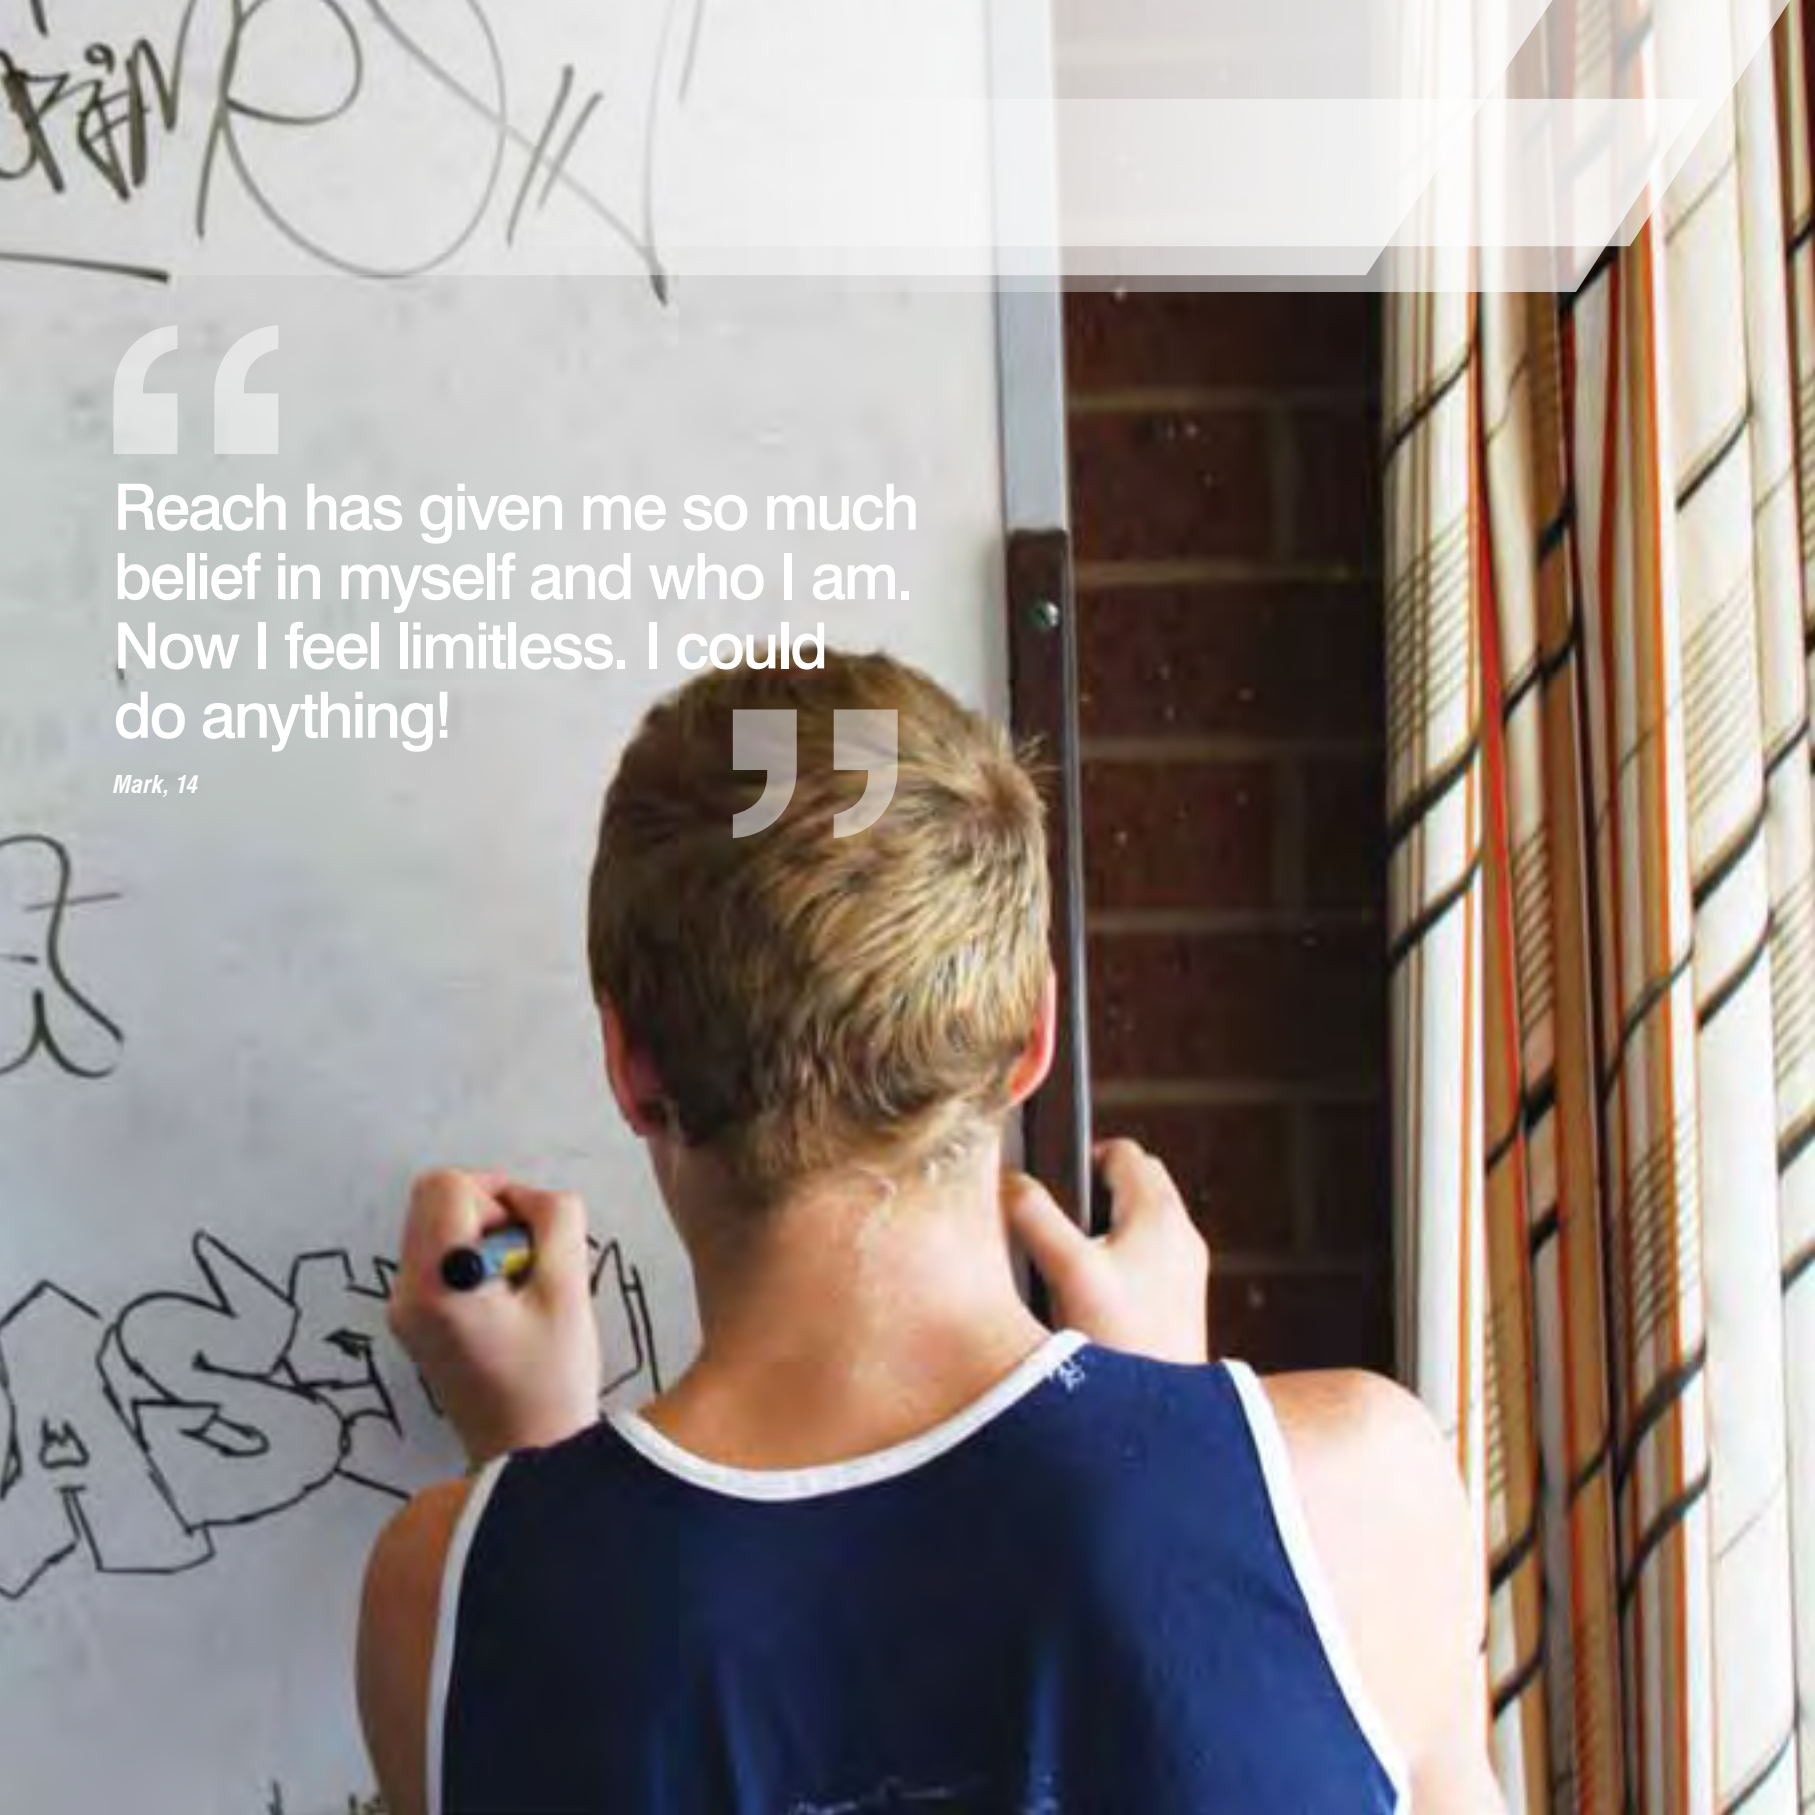 Reach has given me so much
belief in myself and who I am.
Now I feel limitless. I could
do anything!
Mark, 14